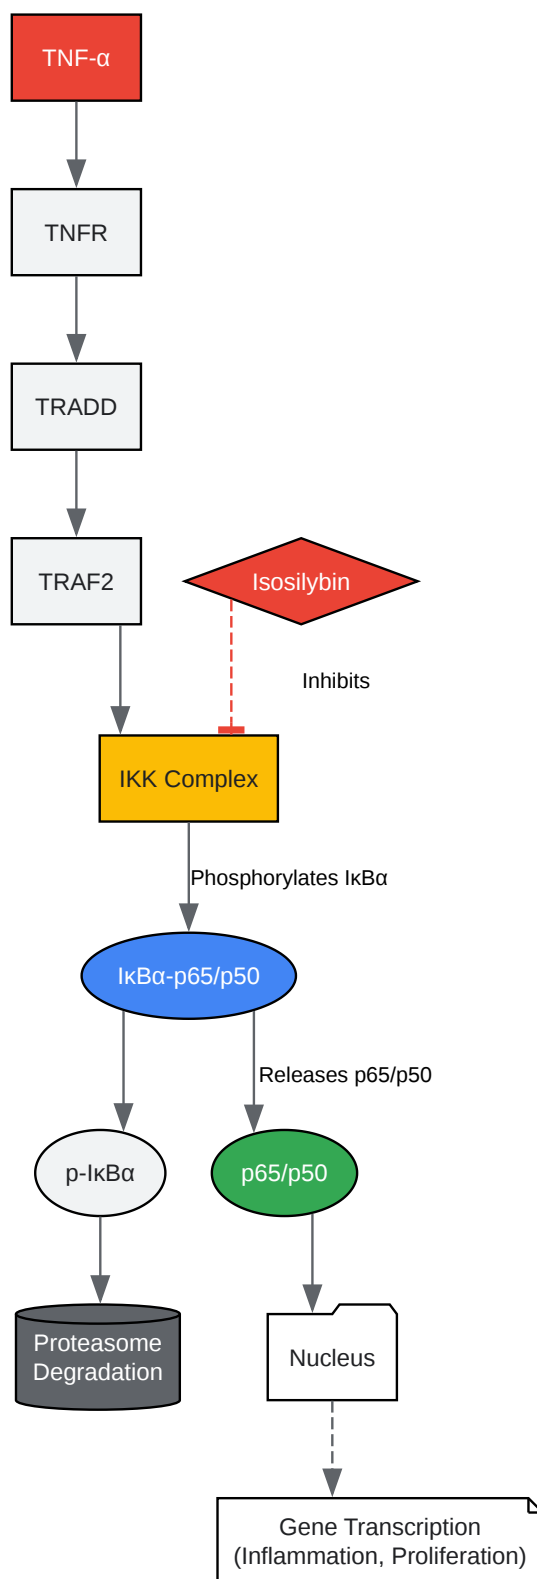 TNF-α
TNFR
TRADD
TRAF2
Isosilybin
Inhibits
IKK Complex
Phosphorylates IκBα
IκBα-p65/p50
Releases p65/p50
p-IκBα
p65/p50
Proteasome
Degradation
Nucleus
Gene Transcription
(Inflammation, Proliferation)